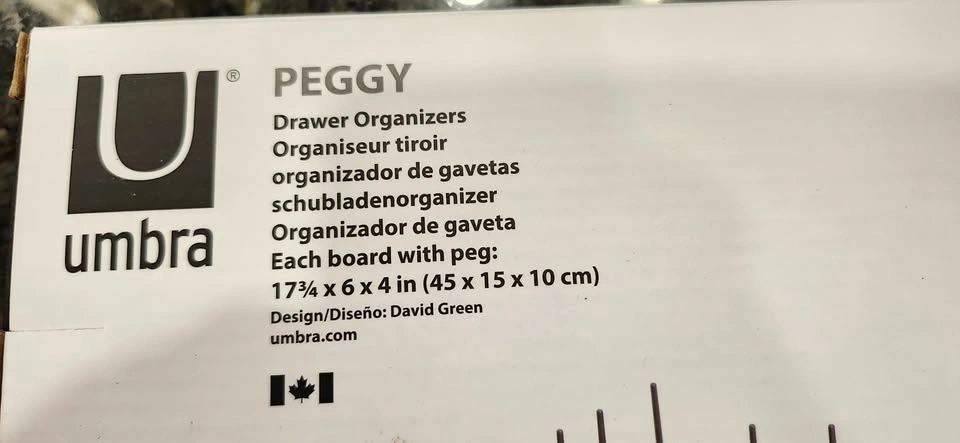 ®
umbra
PEGGY
Drawer Organizers
Organiseur tiroir
organizador de gavetas
schubladenorganizer
Organizador de gaveta
Each board with peg:
17¾ x 6 x 4 in (45 x 15 x 10 cm)
Design/Diseño: David Green
umbra.com